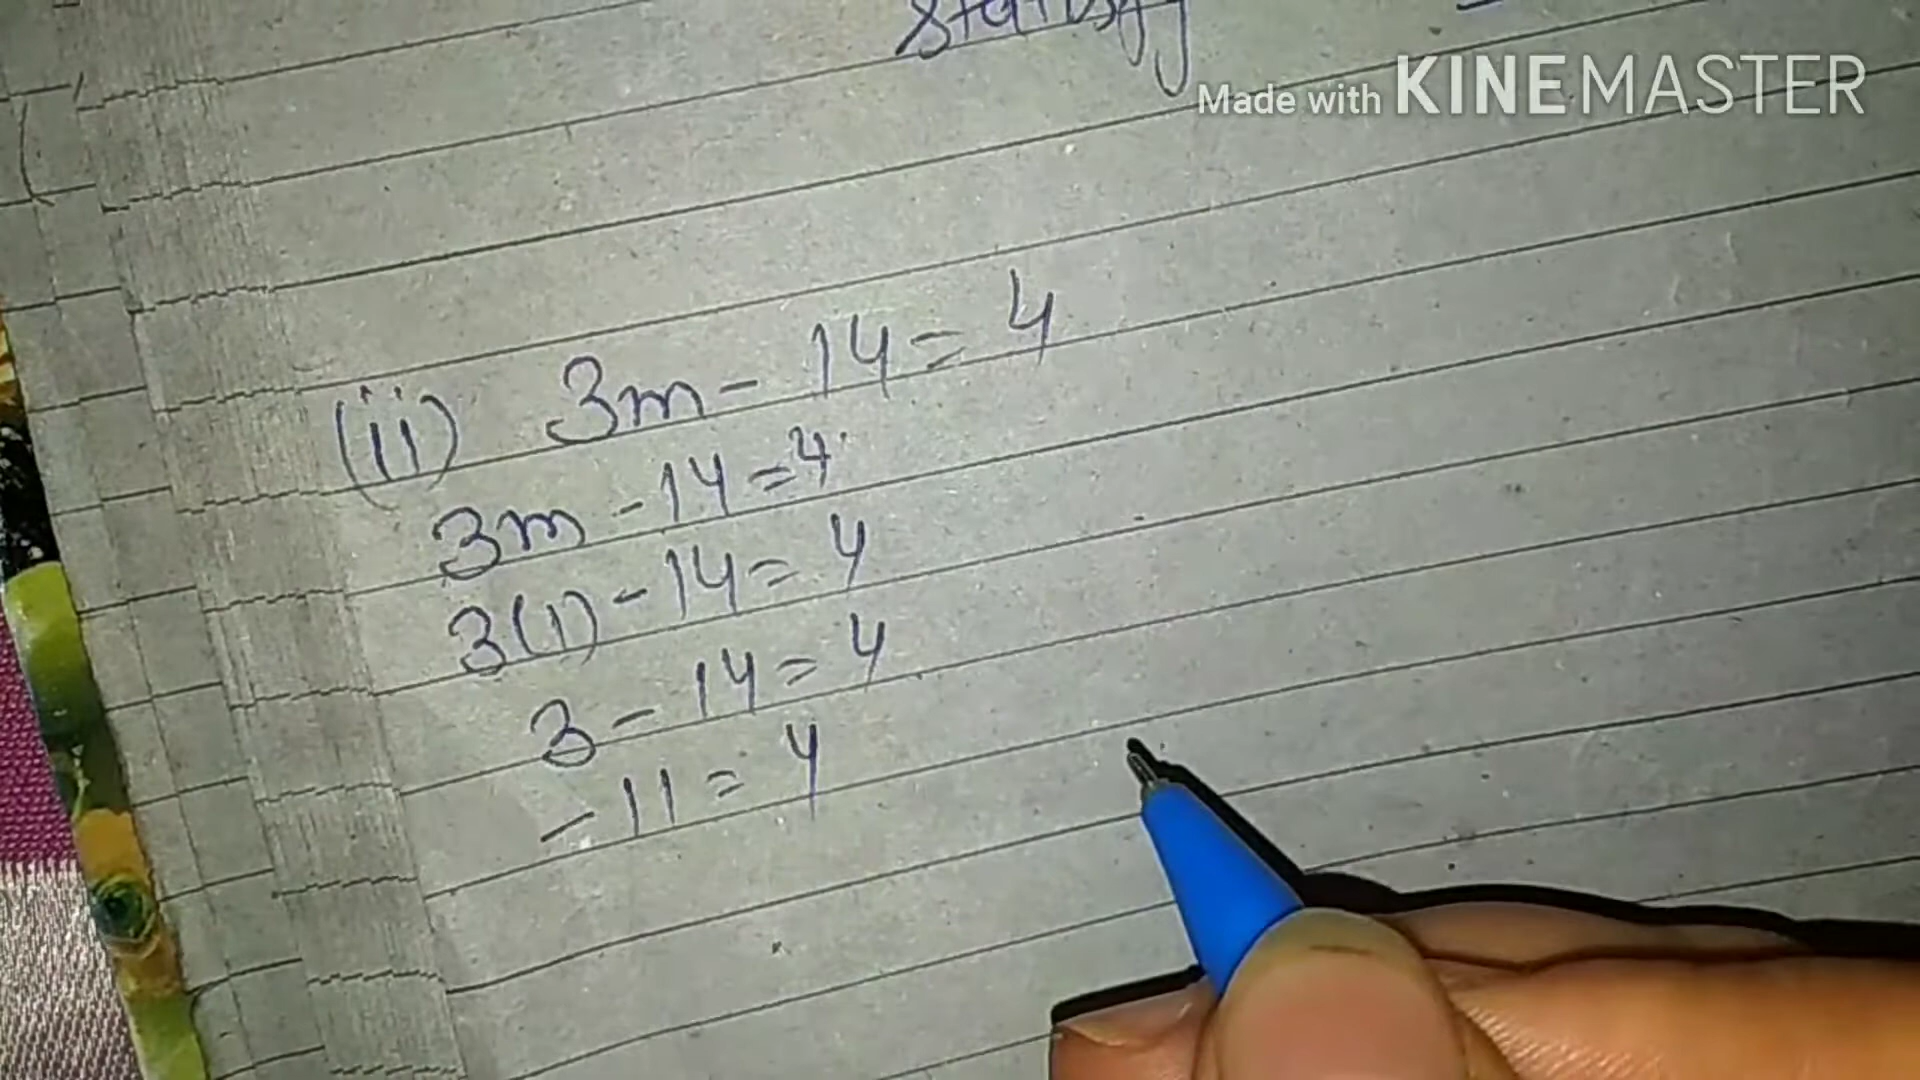 Made with KINEMASTER
(ii) 3m - 14 = 4
3m - 14 = 4
3(1) - 14 = 4
3 - 14 = 4
- 11 = 4